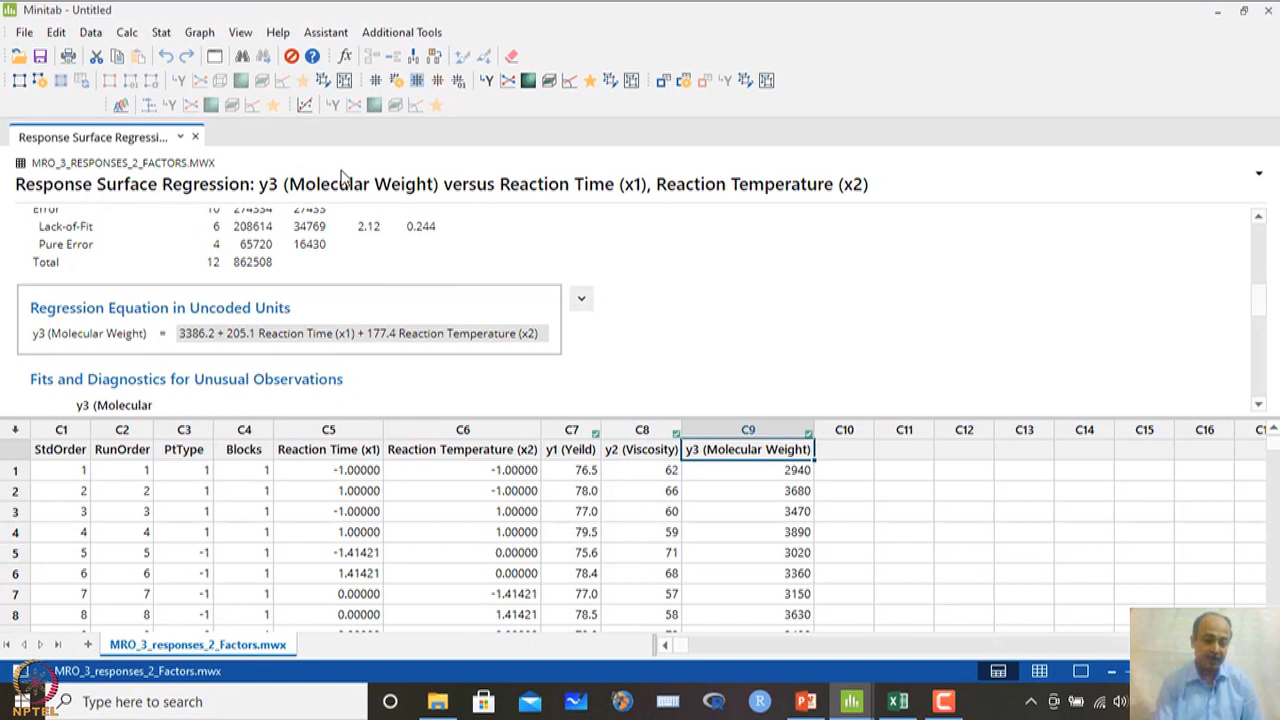 Minitab - Untitled
File Edit Data Calc Stat Graph View Help Assistant Additional Tools
Response Surface Regressi...
MRO_3_RESPONSES_2_FACTORS.MWX
Response Surface Regression: y3 (Molecular Weight) versus Reaction Time (x1), Reaction Temperature (x2)
Error 10 274334 27433
Lack-of-Fit 6 208614 34769 2.12 0.244
Pure Error 4 65720 16430
Total 12 862508
Regression Equation in Uncoded Units
y3 (Molecular Weight) = 3386.2 + 205.1 Reaction Time (x1) + 177.4 Reaction Temperature (x2)
Fits and Diagnostics for Unusual Observations
y3 (Molecular
C1 C2 C3 C4 C5 C6 C7 C8 C9 C10 C11 C12 C13 C14 C15 C16
StdOrder RunOrder PtType Blocks Reaction Time (x1) Reaction Temperature (x2) y1 (Yeild) y2 (Viscosity) y3 (Molecular Weight)
1 1 1 1 1 -1.00000 -1.00000 76.5 62 2940
2 2 2 1 1 1.00000 -1.00000 78.0 66 3680
3 3 3 1 1 -1.00000 1.00000 77.0 60 3470
4 4 4 1 1 1.00000 1.00000 79.5 59 3890
5 5 5 -1 1 -1.41421 0.00000 75.6 71 3020
6 6 6 -1 1 1.41421 0.00000 78.4 68 3360
7 7 7 -1 1 0.00000 -1.41421 77.0 57 3150
8 8 8 -1 1 0.00000 1.41421 78.5 58 3630
MRO_3_responses_2_Factors.mwx
MRO_3_responses_2_Factors.mwx
Type here to search
NPTEL